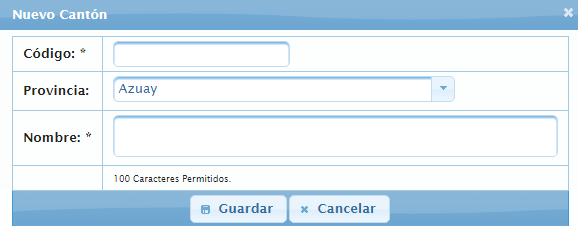 Nuevo Cantón
Código: *
Provincia: Azuay
Nombre: *
100 Caracteres Permitidos.
Guardar Cancelar